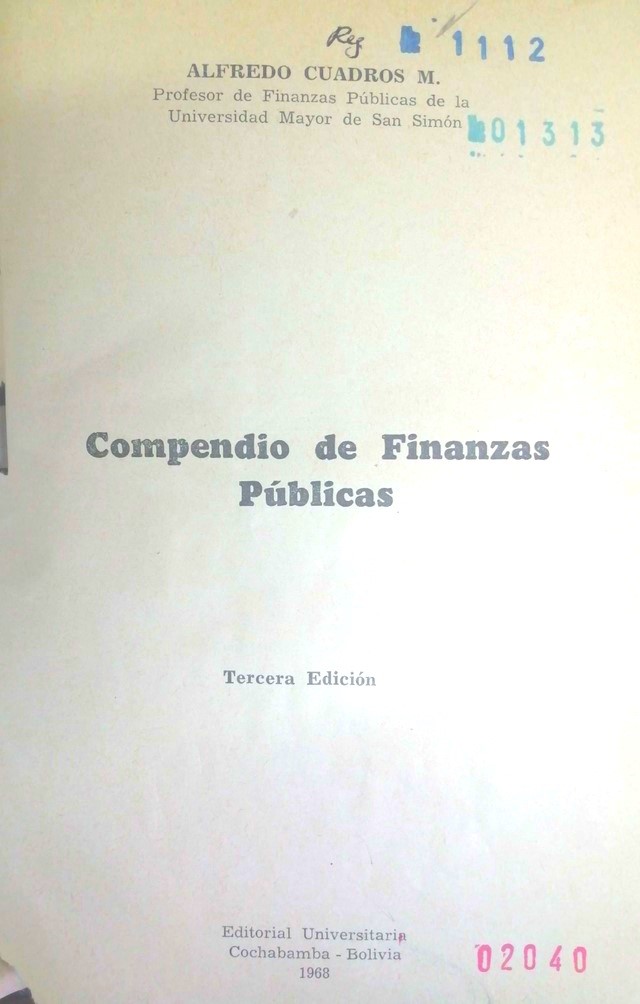 Reg 1112
ALFREDO CUADROS M.
Profesor de Finanzas Públicas de la
Universidad Mayor de San Simón
01313
Compendio de Finanzas
Públicas
Tercera Edición
Editorial Universitaria
Cochabamba - Bolivia
1968
02040